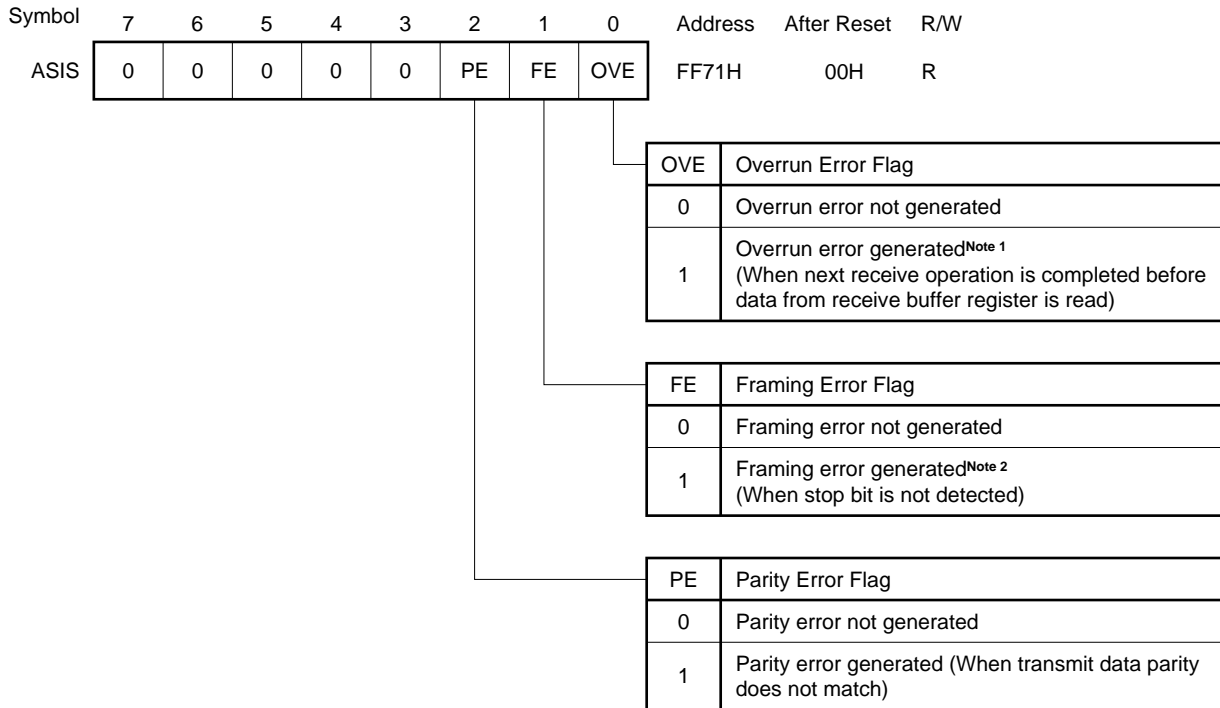 Symbol 7 6 5 4 3 2 1 0 Address After Reset R/W
ASIS 0 0 0 0 0 PE FE OVE FF71H 00H R
OVE Overrun Error Flag
0 Overrun error not generated
1 Overrun error generatedNote 1
(When next receive operation is completed before
data from receive buffer register is read)
FE Framing Error Flag
0 Framing error not generated
1 Framing error generatedNote 2
(When stop bit is not detected)
PE Parity Error Flag
0 Parity error not generated
1 Parity error generated (When transmit data parity
does not match)